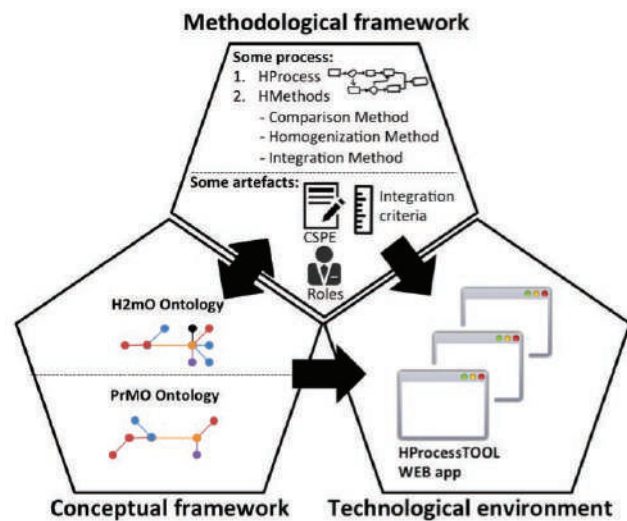 Methodological framework
Some process:
1. HProcess
2. HMethods
- Comparison Method
- Homogenization Method
- Integration Method
Some artefacts:
Integration
criteria
CSPE
Roles
H2mO Ontology
PrMO Ontology
HProcessTOOL
WEB app
Conceptual framework
Technological environment